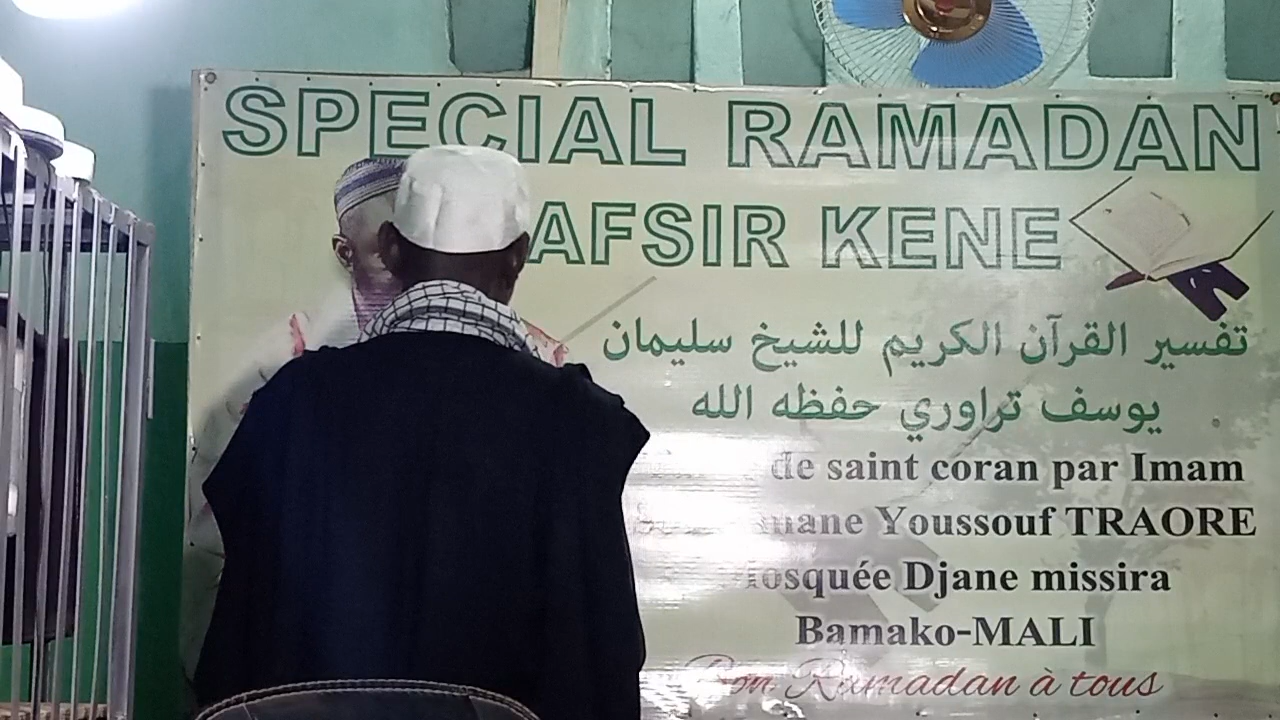 SPECIAL RAMADAN
AFSIR KENE
تفسير القرآن الكريم للشيخ سليمان
يوسف تراوري حفظه الله
de saint coran par Imam
Youssouf TRAORE
Djane missira
Bamako-MALI
Bon Ramadan à tous